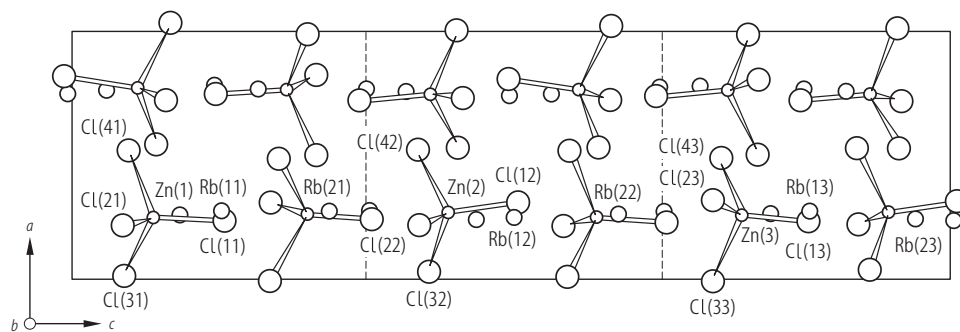 Cl(41)
Cl(42)
Cl(43)
Cl(21)
Zn(1)
Rb(11)
Rb(21)
Zn(2)
Cl(12)
Rb(22)
Cl(23)
Rb(13)
Cl(11)
Cl(22)
Rb(12)
Zn(3)
Cl(13)
Rb(23)
Cl(31)
Cl(32)
Cl(33)
a
b
c